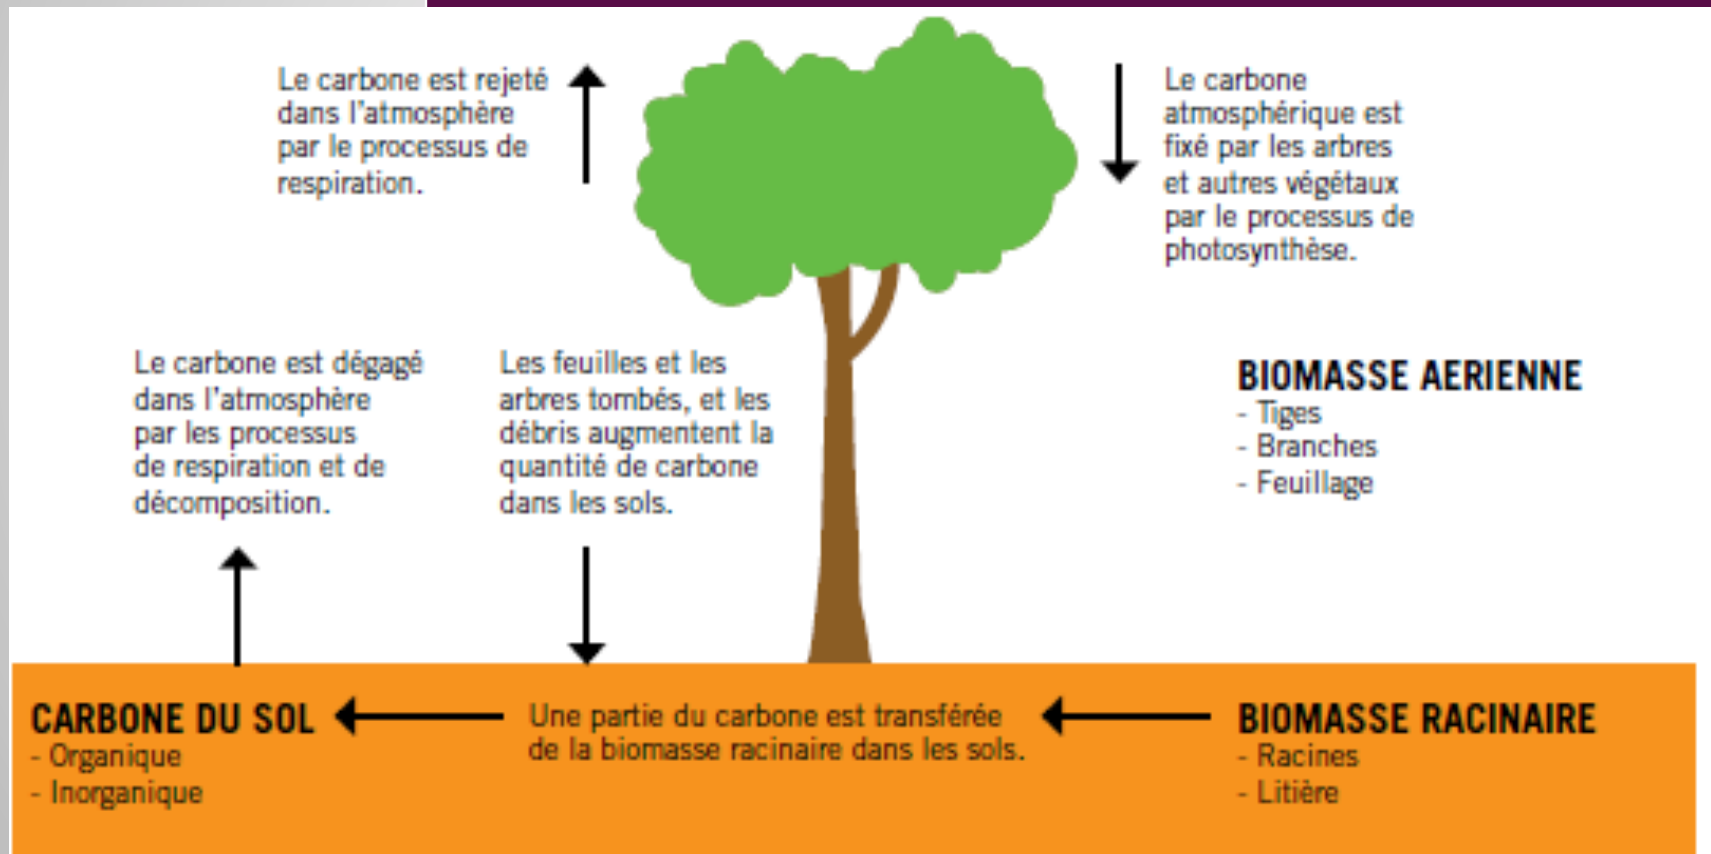 Le carbone est rejeté
dans l'atmosphère
par le processus de
respiration.
Le carbone
atmosphérique est
fixé par les arbres
et autres végétaux
par le processus de
photosynthèse.
Le carbone est dégagé
dans l'atmosphère
par les processus
de respiration et de
décomposition.
Les feuilles et les
arbres tombés, et les
débris augmentent la
quantité de carbone
dans les sols.
BIOMASSE AERIENNE
- Tiges
- Branches
- Feuillage
CARBONE DU SOL
- Organique
- Inorganique
Une partie du carbone est transférée
de la biomasse racinaire dans les sols.
BIOMASSE RACINAIRE
- Racines
- Litière